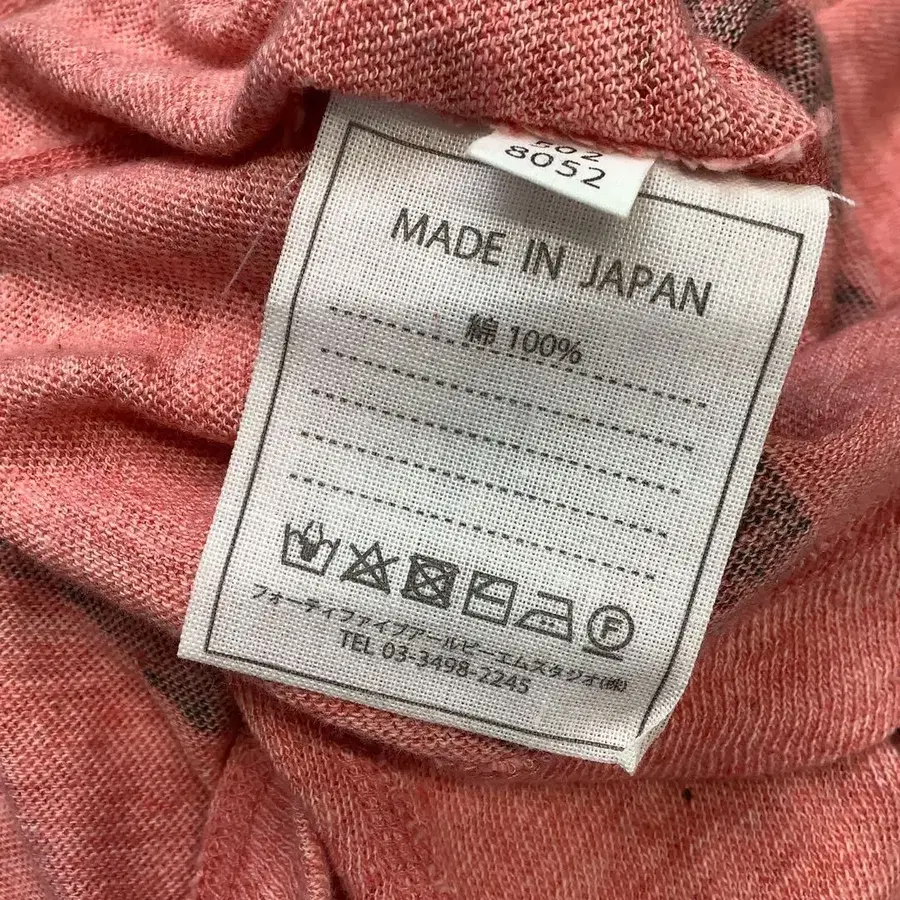 8052
MADE IN JAPAN
綿 100%
F
フォーティファイブアールピーエムスタジオ(株)
TEL 03-3498-2245